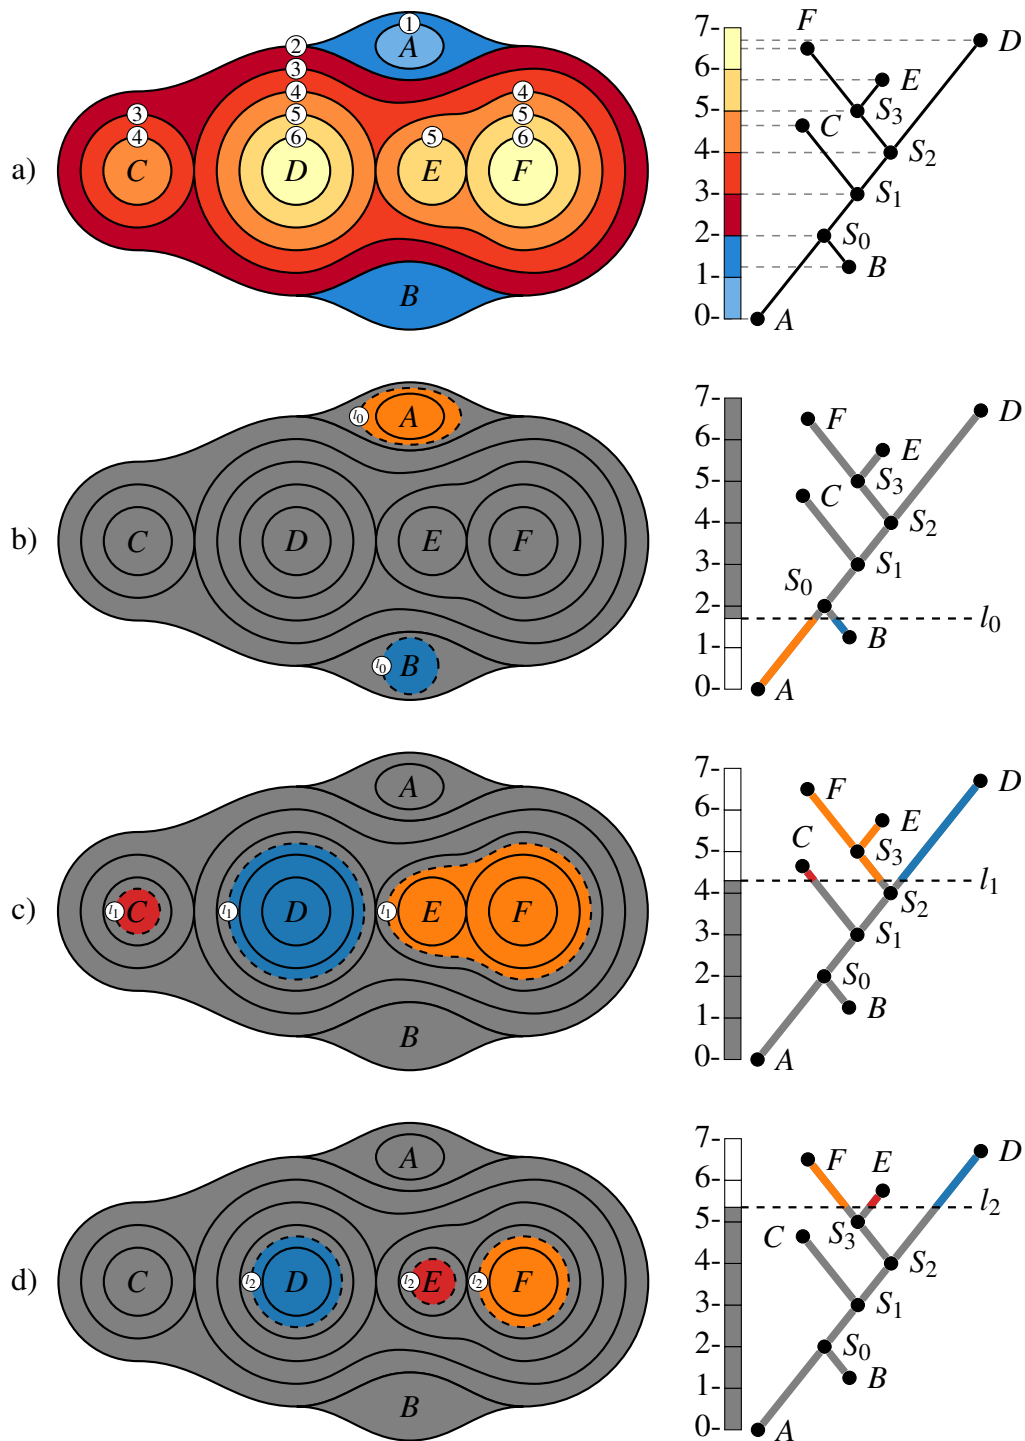 a)
1
2
3
4
5
6
3
4
4
5
6
5
A
B
C
D
E
F
7-
6-
5-
4-
3-
2-
1-
0-
F
D
E
S3
C
S2
S1
S0
B
A
b)
l0
A
C
D
E
F
l0
B
7-
6-
5-
4-
3-
2-
1-
0-
D
F
E
S3
C
S2
S1
S0
l0
B
A
c)
A
l1
C
l1
D
l1
E
F
B
7-
6-
5-
4-
3-
2-
1-
0-
D
F
E
C
S3
l1
S2
S1
S0
B
A
d)
A
C
l2
D
l2
E
l2
F
B
7-
6-
5-
4-
3-
2-
1-
0-
F
E
D
l2
S3
C
S2
S1
S0
B
A